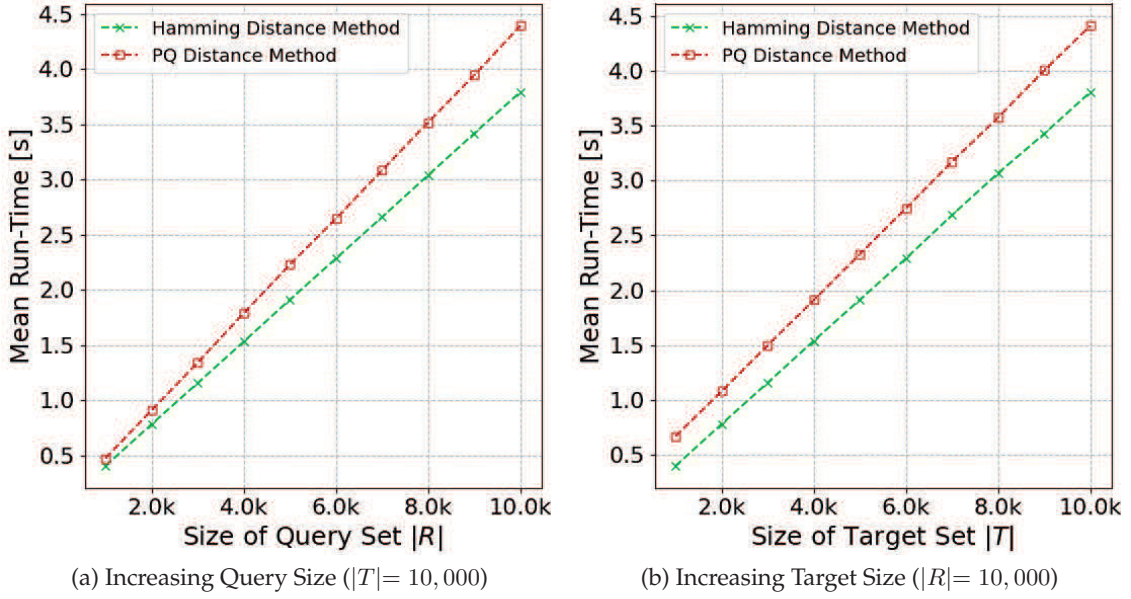 Hamming Distance Method
PQ Distance Method
4.5
4.0
3.5
3.0
2.5
2.0
1.5
1.0
0.5
Mean Run-Time [s]
2.0k 4.0k 6.0k 8.0k 10.0k
Size of Query Set |R|
(a) Increasing Query Size (|T|= 10, 000)
Hamming Distance Method
PQ Distance Method
4.5
4.0
3.5
3.0
2.5
2.0
1.5
1.0
0.5
Mean Run-Time [s]
2.0k 4.0k 6.0k 8.0k 10.0k
Size of Target Set |T|
(b) Increasing Target Size (|R|= 10, 000)